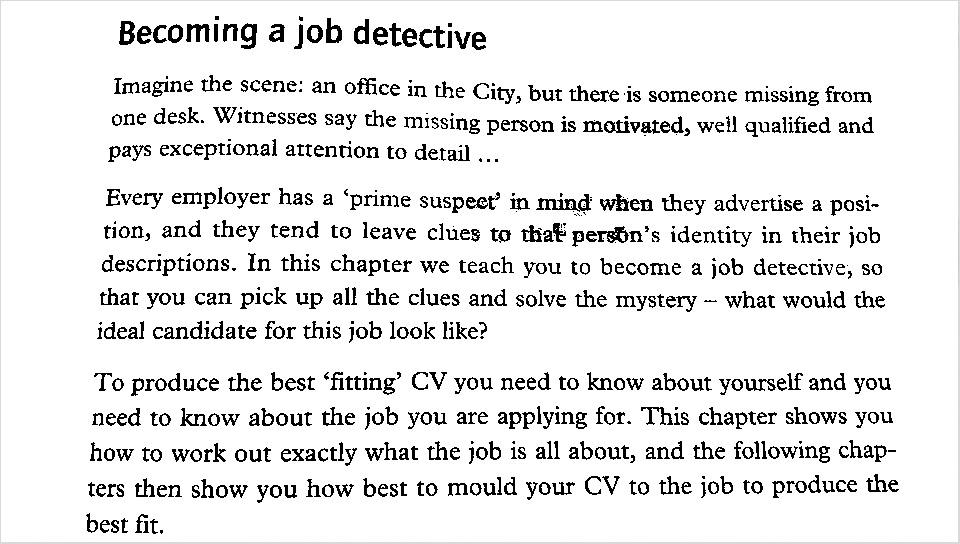 Becoming a job detective
Imagine the scene: an office in the City, but there is someone missing from
one desk. Witnesses say the missing person is motivated, well qualified and
pays exceptional attention to detail ...
Every employer has a ‘prime suspect’ in mind when they advertise a posi-
tion, and they tend to leave clues to that person’s identity in their job
descriptions. In this chapter we teach you to become a job detective, so
that you can pick up all the clues and solve the mystery – what would the
ideal candidate for this job look like?
To produce the best ‘fitting’ CV you need to know about yourself and you
need to know about the job you are applying for. This chapter shows you
how to work out exactly what the job is all about, and the following chap-
ters then show you how best to mould your CV to the job to produce the
best fit.